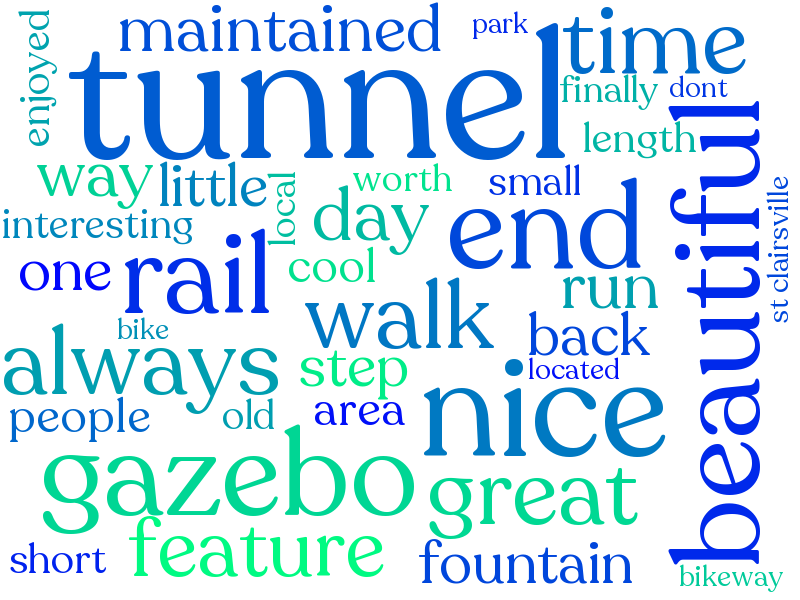 enjoyed
maintained
park
time
tunnel
finally
dont
length
beautiful
way
little
local
worth
small
st clairsville
interesting
day
end
one
rail
cool
run
walk
back
bike
always
step
located
people
old
area
nice
gazebo
great
feature
short
fountain
bikeway